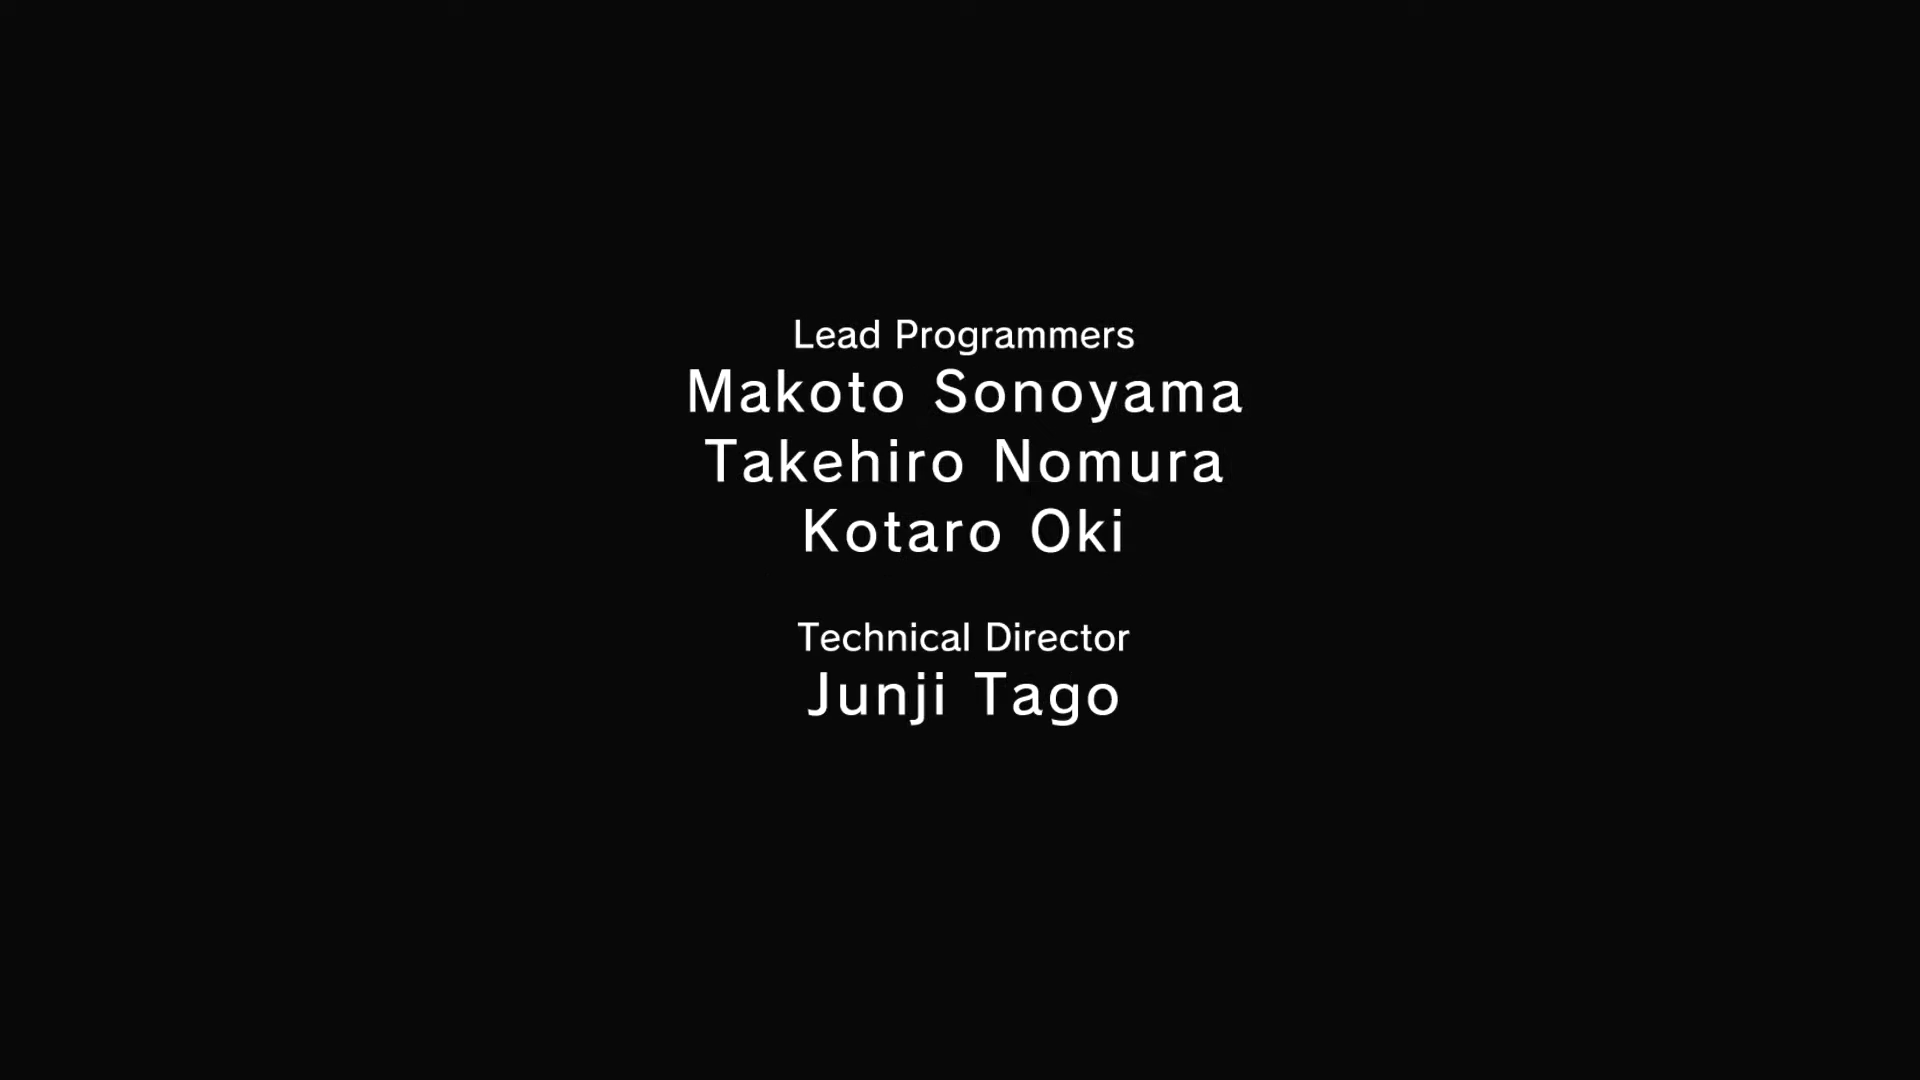 Lead Programmers
Makoto Sonoyama
Takehiro Nomura
Kotaro Oki
Technical Director
Junji Tago